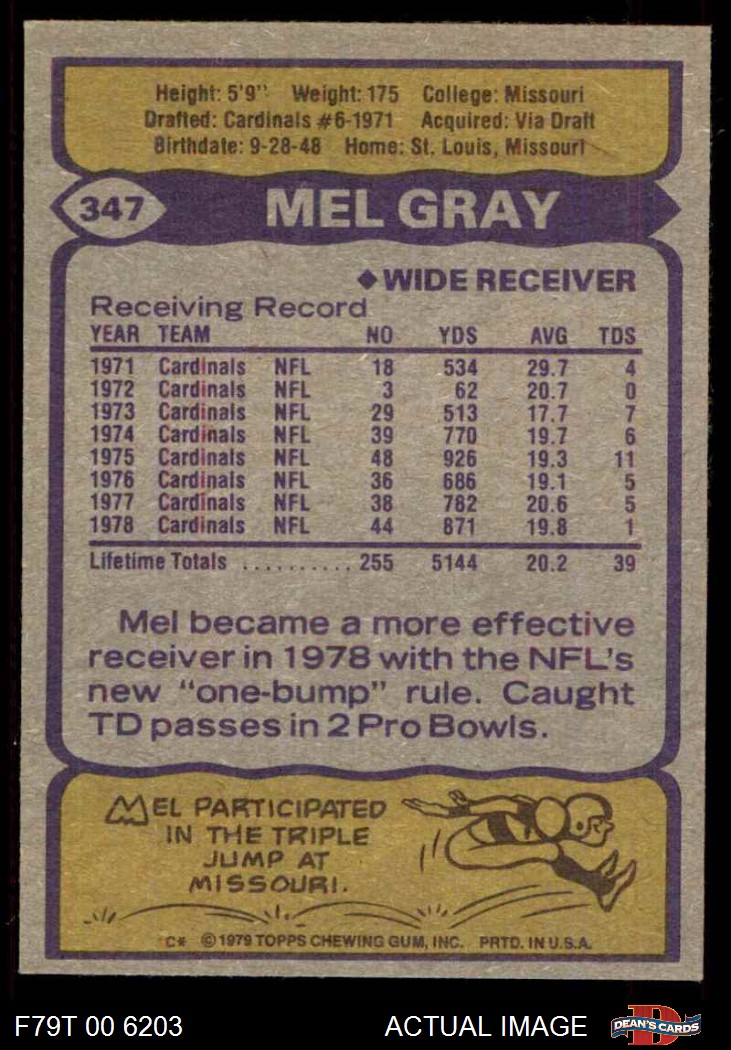 Height: 5'9" Weight: 175 College: Missouri
Drafted: Cardinals #6-1971 Acquired: Via Draft
Birthdate: 9-28-48 Home: St. Louis, Missouri
347 MEL GRAY
◆WIDE RECEIVER
Receiving Record
YEAR TEAM NO YDS AVG TDS
1971 Cardinals NFL 18 534 29.7 4
1972 Cardinals NFL 3 62 20.7 0
1973 Cardinals NFL 29 513 17.7 7
1974 Cardinals NFL 39 770 19.7 6
1975 Cardinals NFL 48 926 19.3 11
1976 Cardinals NFL 36 686 19.1 5
1977 Cardinals NFL 38 782 20.6 5
1978 Cardinals NFL 44 871 19.8 1
Lifetime Totals .......... 255 5144 20.2 39
Mel became a more effective
receiver in 1978 with the NFL's
new "one-bump" rule. Caught
TD passes in 2 Pro Bowls.
MEL PARTICIPATED
IN THE TRIPLE
JUMP AT
MISSOURI.
C* © 1979 TOPPS CHEWING GUM, INC. PRTD. IN U.S.A.
F79T 00 6203 ACTUAL IMAGE D DEAN'S CARDS